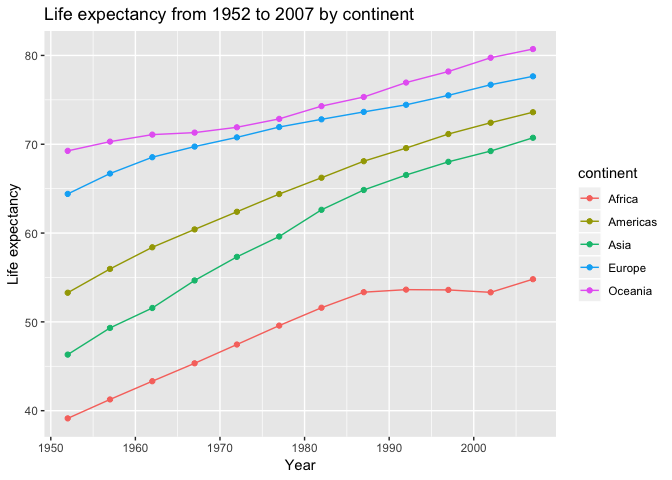 Life expectancy from 1952 to 2007 by continent
80
70
60
50
40
Life expectancy
1950 1960 1970 1980 1990 2000
Year
continent
Africa
Americas
Asia
Europe
Oceania